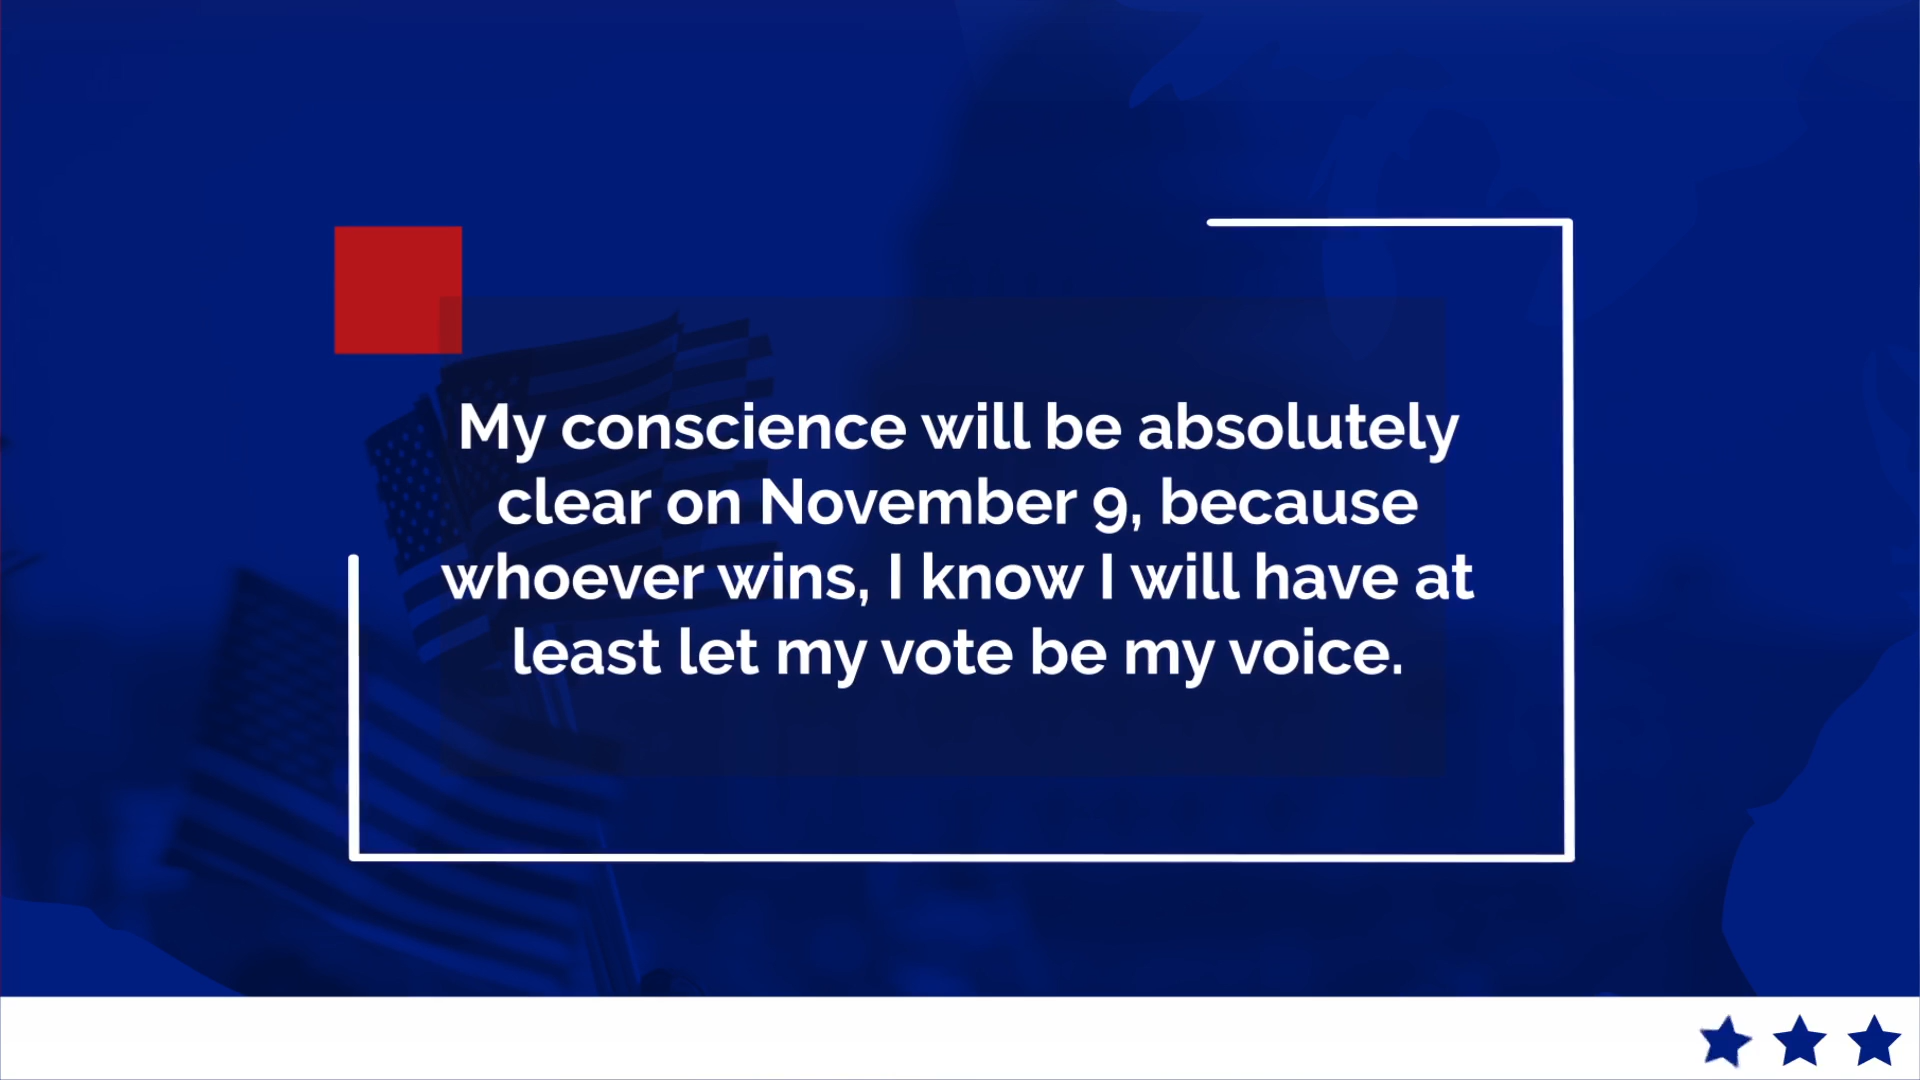 My conscience will be absolutely
clear on November 9, because
whoever wins, I know I will have at
least let my vote be my voice.